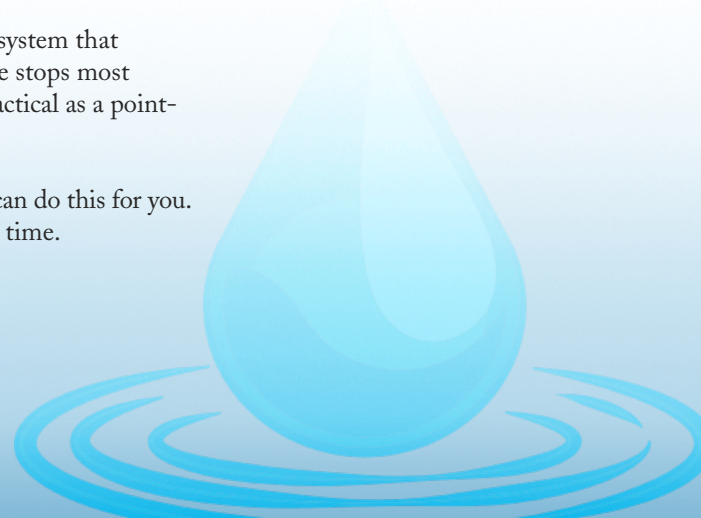 system that
e stops most
actical as a point-
can do this for you.
time.